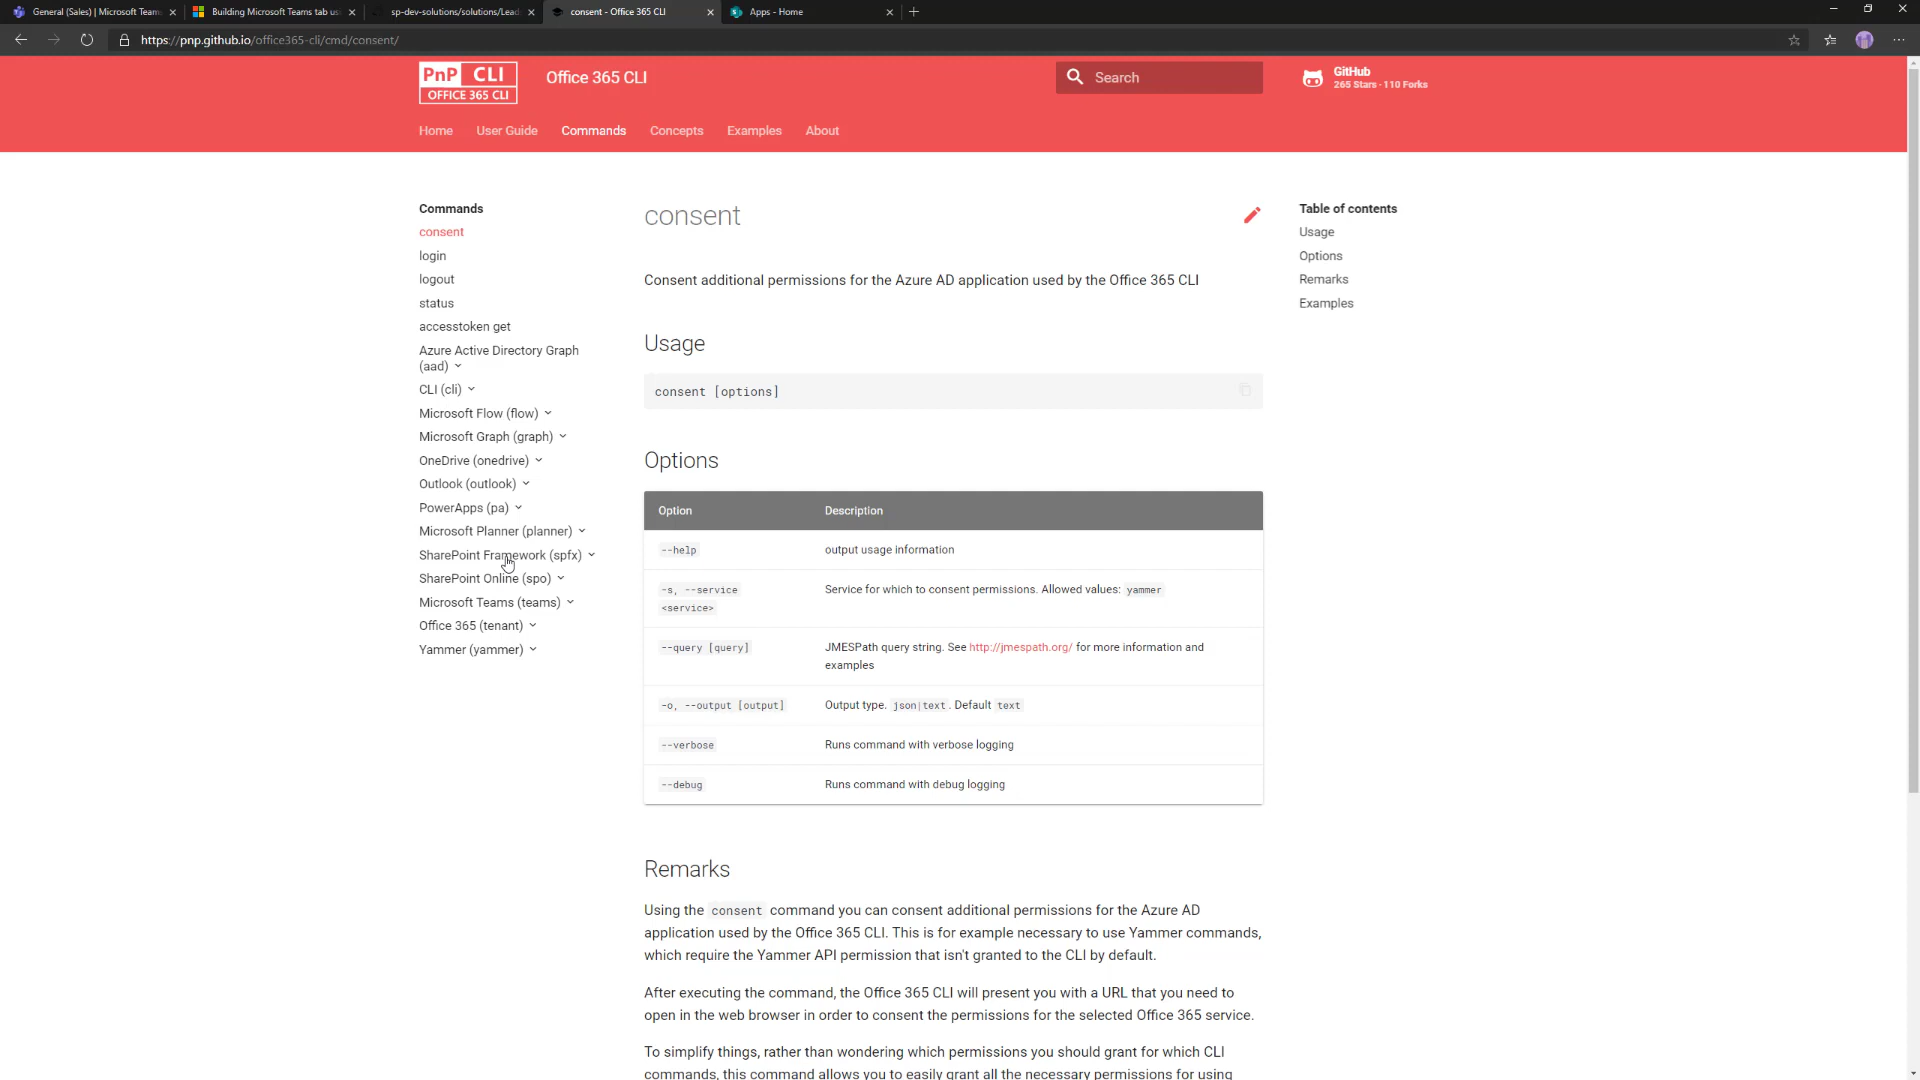 General (Sales) | Microsoft Team
Building Microsoft Teams tab us
sp-dev-solutions/solutions/Lead
consent - Office 365 CLI
Apps - Home
https://pnp.github.io/office365-cli/cmd/consent/
PnP CLI
OFFICE 365 CLI
Office 365 CLI
Search
GitHub
265 Stars · 110 Forks
Home
User Guide
Commands
Concepts
Examples
About
Commands
consent
login
logout
status
accesstoken get
Azure Active Directory Graph
(aad)
CLI (cli)
Microsoft Flow (flow)
Microsoft Graph (graph)
OneDrive (onedrive)
Outlook (outlook)
PowerApps (pa)
Microsoft Planner (planner)
SharePoint Framework (spfx)
SharePoint Online (spo)
Microsoft Teams (teams)
Office 365 (tenant)
Yammer (yammer)
consent
Consent additional permissions for the Azure AD application used by the Office 365 CLI
Usage
consent [options]
Options
Option Description
--help output usage information
-s, --service
<service>
Service for which to consent permissions. Allowed values: yammer
--query [query] JMESPath query string. See http://jmespath.org/ for more information and
examples
-o, --output [output] Output type. json|text. Default text
--verbose Runs command with verbose logging
--debug Runs command with debug logging
Remarks
Using the consent command you can consent additional permissions for the Azure AD
application used by the Office 365 CLI. This is for example necessary to use Yammer commands,
which require the Yammer API permission that isn't granted to the CLI by default.
After executing the command, the Office 365 CLI will present you with a URL that you need to
open in the web browser in order to consent the permissions for the selected Office 365 service.
To simplify things, rather than wondering which permissions you should grant for which CLI
commands, this command allows you to easily grant all the necessary permissions for using
Table of contents
Usage
Options
Remarks
Examples